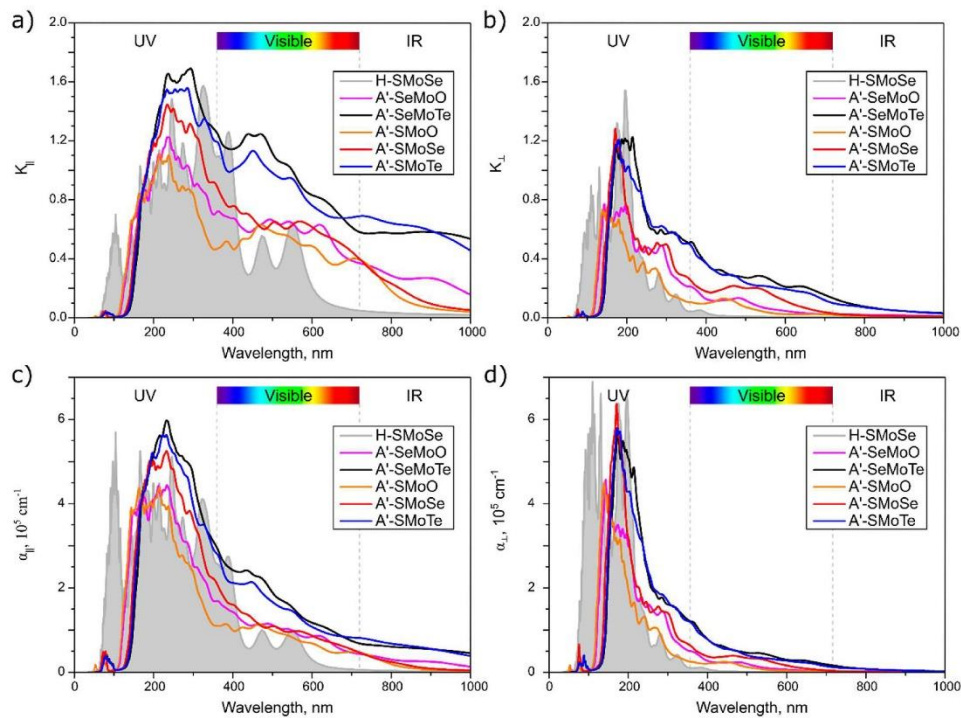 a)
UV Visible IR
H-SMoSe
A'-SeMoO
A'-SeMoTe
A'-SMoO
A'-SMoSe
A'-SMoTe
K∥
2.0
1.6
1.2
0.8
0.4
0.0
0 200 400 600 800 1000
Wavelength, nm
b)
UV Visible IR
H-SMoSe
A'-SeMoO
A'-SeMoTe
A'-SMoO
A'-SMoSe
A'-SMoTe
K⊥
2.0
1.6
1.2
0.8
0.4
0.0
0 200 400 600 800 1000
Wavelength, nm
c)
UV Visible IR
H-SMoSe
A'-SeMoO
A'-SeMoTe
A'-SMoO
A'-SMoSe
A'-SMoTe
α∥, 10⁵ cm⁻¹
6
4
2
0
0 200 400 600 800 1000
Wavelength, nm
d)
UV Visible IR
H-SMoSe
A'-SeMoO
A'-SeMoTe
A'-SMoO
A'-SMoSe
A'-SMoTe
α⊥, 10⁵ cm⁻¹
6
4
2
0
0 200 400 600 800 1000
Wavelength, nm